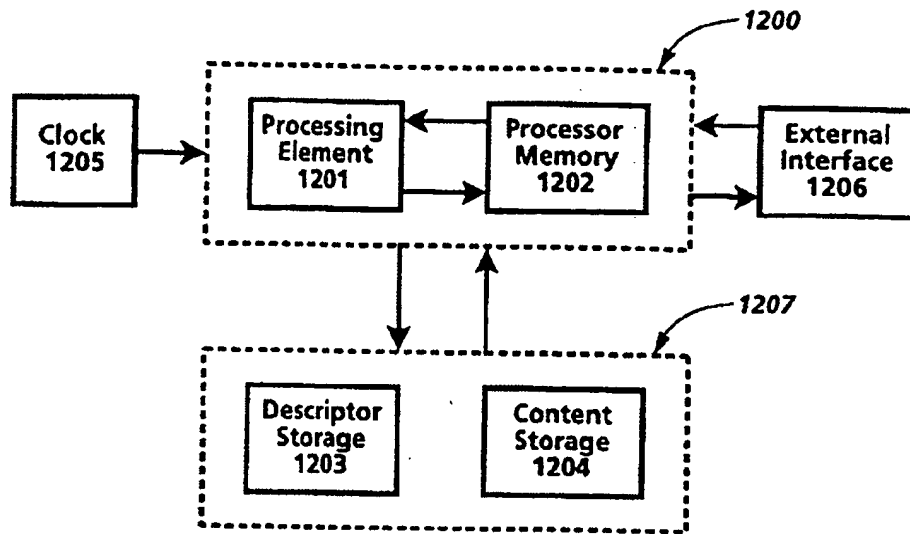 1200
Clock
1205
Processing
Element
1201
Processor
Memory
1202
External
Interface
1206
1207
Descriptor
Storage
1203
Content
Storage
1204